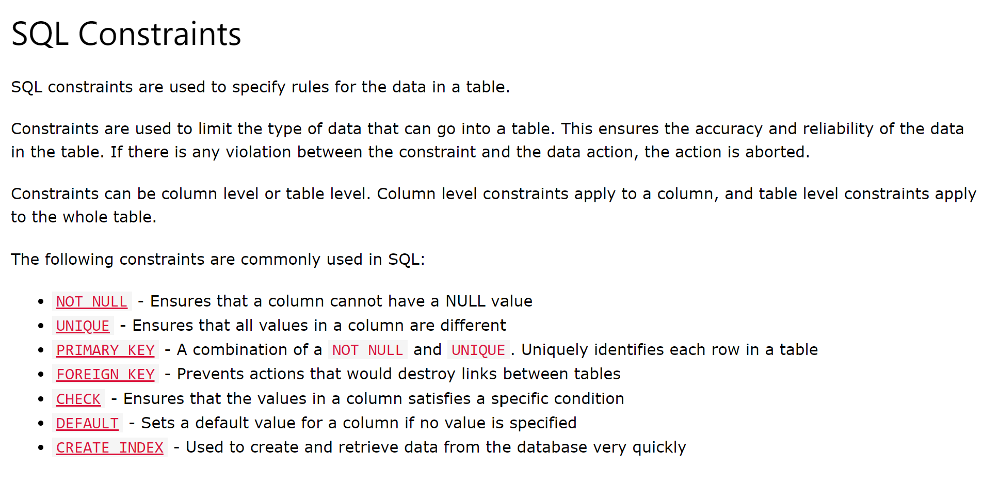 SQL Constraints
SQL constraints are used to specify rules for the data in a table.
Constraints are used to limit the type of data that can go into a table. This ensures the accuracy and reliability of the data
in the table. If there is any violation between the constraint and the data action, the action is aborted.
Constraints can be column level or table level. Column level constraints apply to a column, and table level constraints apply
to the whole table.
The following constraints are commonly used in SQL:
• NOT NULL - Ensures that a column cannot have a NULL value
• UNIQUE - Ensures that all values in a column are different
• PRIMARY KEY - A combination of a NOT NULL and UNIQUE. Uniquely identifies each row in a table
• FOREIGN KEY - Prevents actions that would destroy links between tables
• CHECK - Ensures that the values in a column satisfies a specific condition
• DEFAULT - Sets a default value for a column if no value is specified
• CREATE INDEX - Used to create and retrieve data from the database very quickly